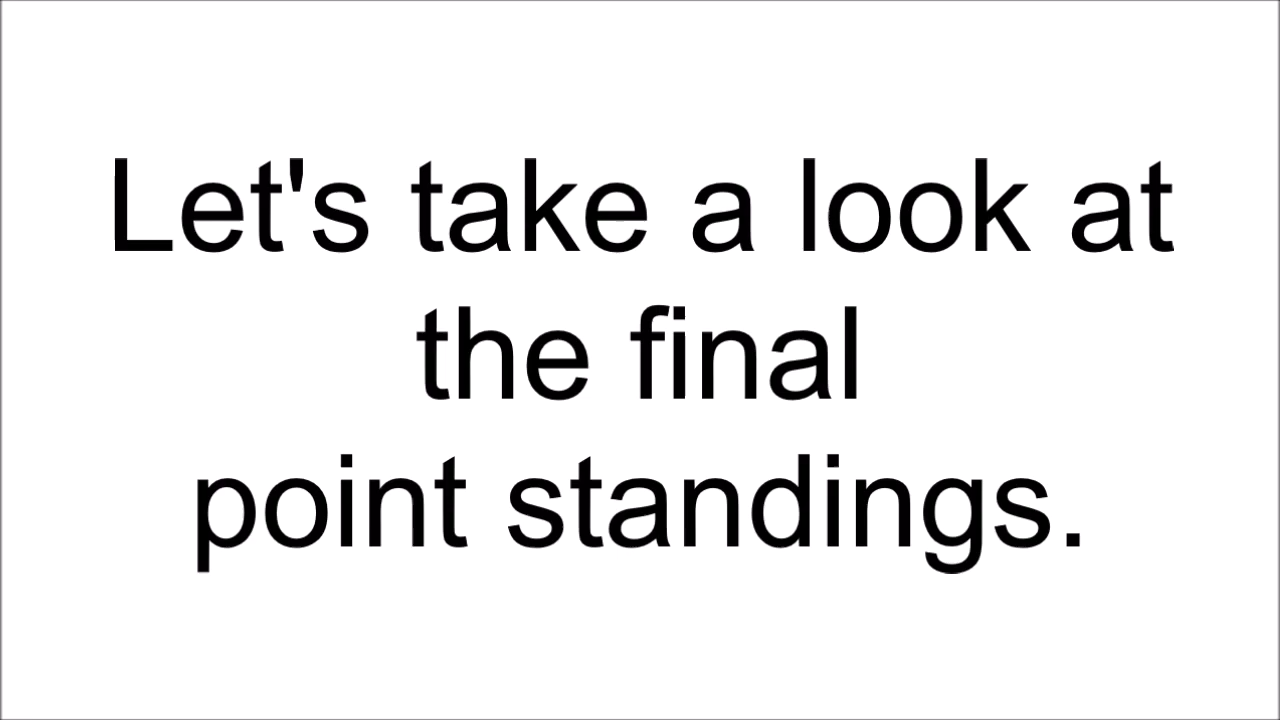 Let's take a look at
the final
point standings.